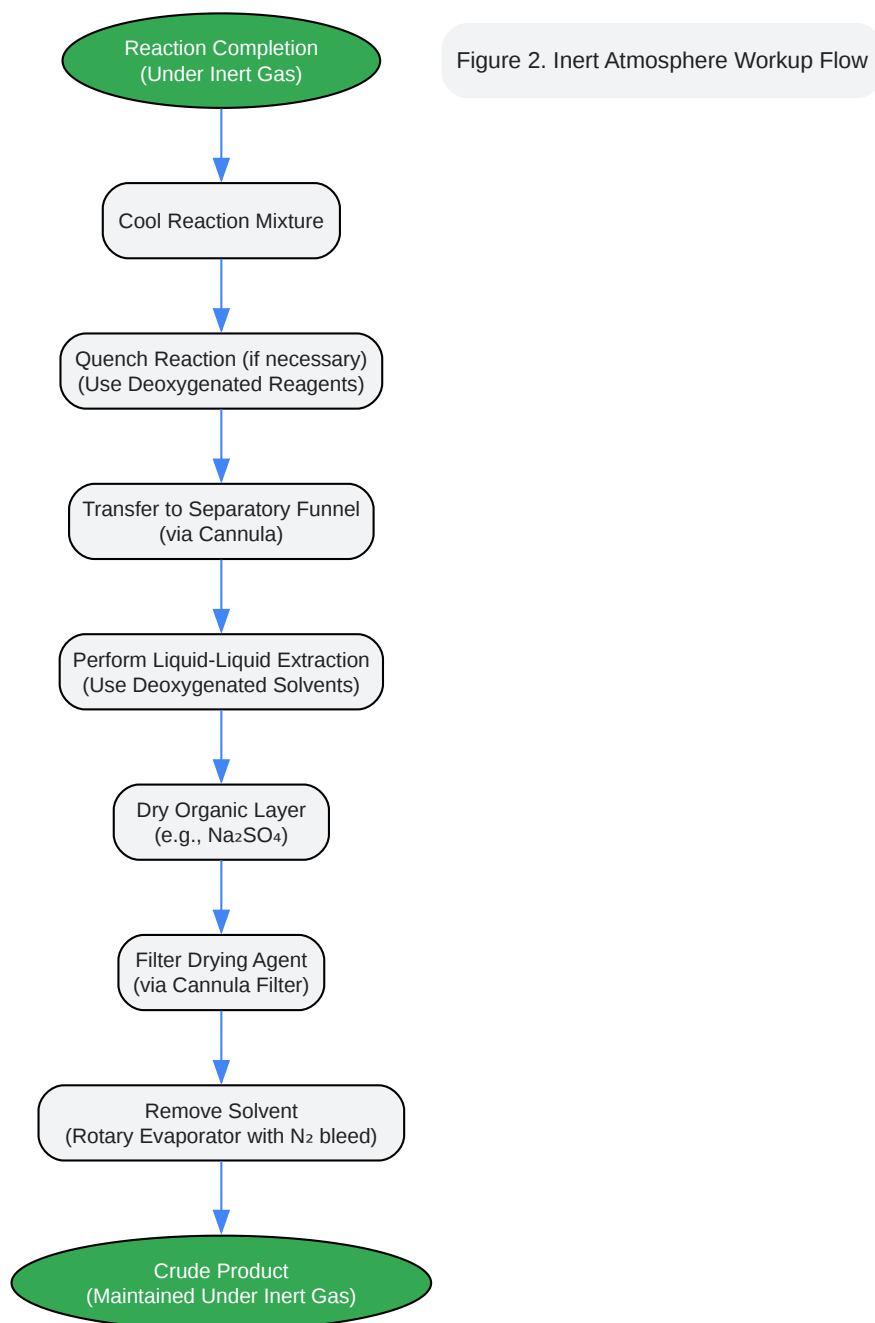 Reaction Completion
(Under Inert Gas)
Figure 2. Inert Atmosphere Workup Flow
Cool Reaction Mixture
Quench Reaction (if necessary)
(Use Deoxygenated Reagents)
Transfer to Separatory Funnel
(via Cannula)
Perform Liquid-Liquid Extraction
(Use Deoxygenated Solvents)
Dry Organic Layer
(e.g., Na₂SO₄)
Filter Drying Agent
(via Cannula Filter)
Remove Solvent
(Rotary Evaporator with N₂ bleed)
Crude Product
(Maintained Under Inert Gas)